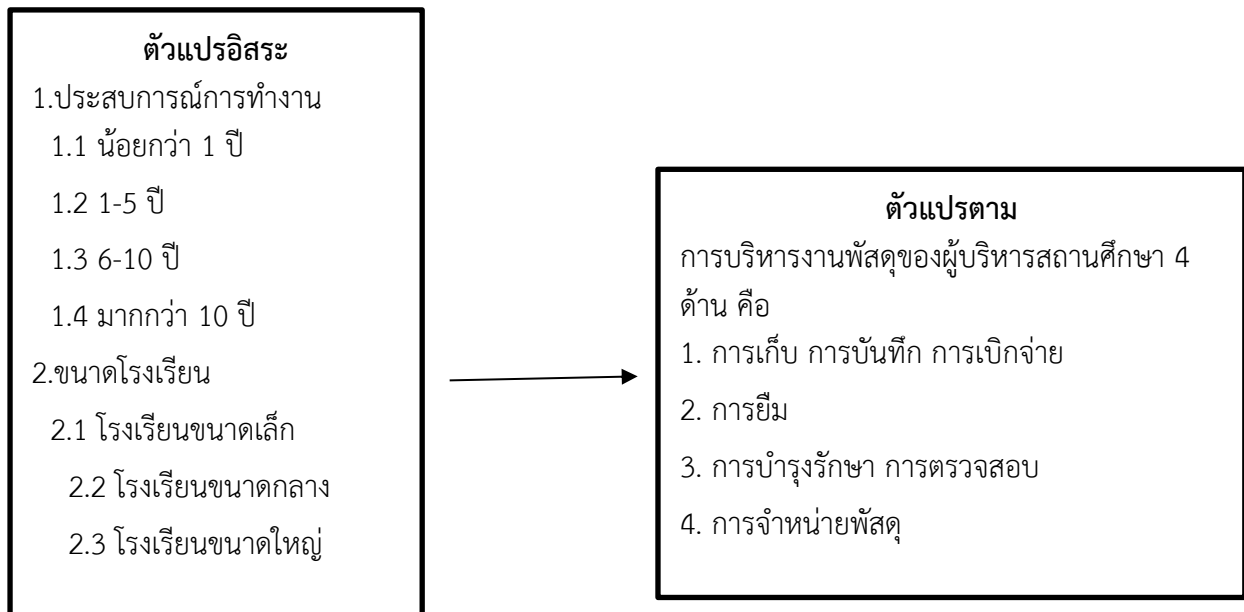 ตัวแปรอิสระ
1.ประสบการณ์การทำงาน
1.1 น้อยกว่า 1 ปี
1.2 1-5 ปี
1.3 6-10 ปี
1.4 มากกว่า 10 ปี
2.ขนาดโรงเรียน
2.1 โรงเรียนขนาดเล็ก
2.2 โรงเรียนขนาดกลาง
2.3 โรงเรียนขนาดใหญ่
ตัวแปรตาม
การบริหารงานพัสดุของผู้บริหารสถานศึกษา 4
ด้าน คือ
1. การเก็บ การบันทึก การเบิกจ่าย
2. การยืม
3. การบำรุงรักษา การตรวจสอบ
4. การจำหน่ายพัสดุ